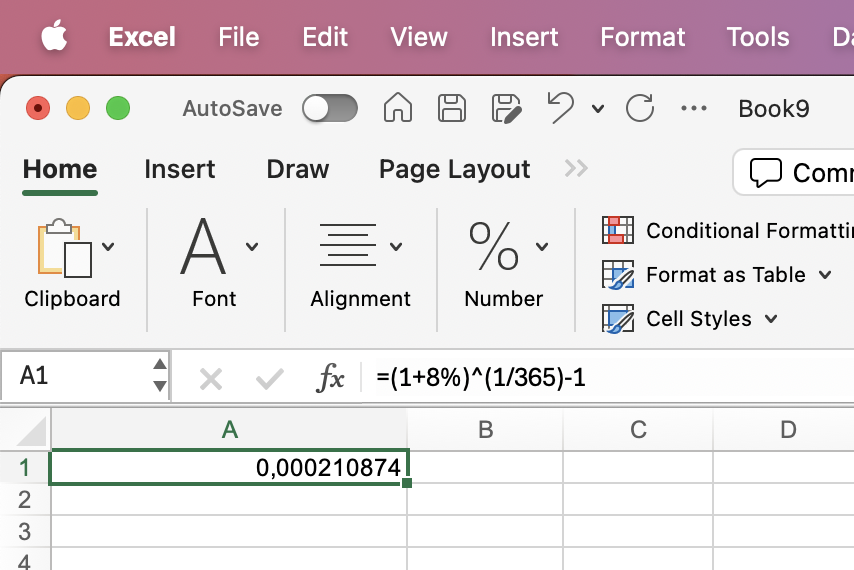 Excel File Edit View Insert Format Tools Da
AutoSave Book9
Home Insert Draw Page Layout Comm
Clipboard Font Alignment % Number
Conditional Formattin
Format as Table
Cell Styles
A1 fx =(1+8%)^(1/365)-1
A B C D
1 0,000210874
2
3
4